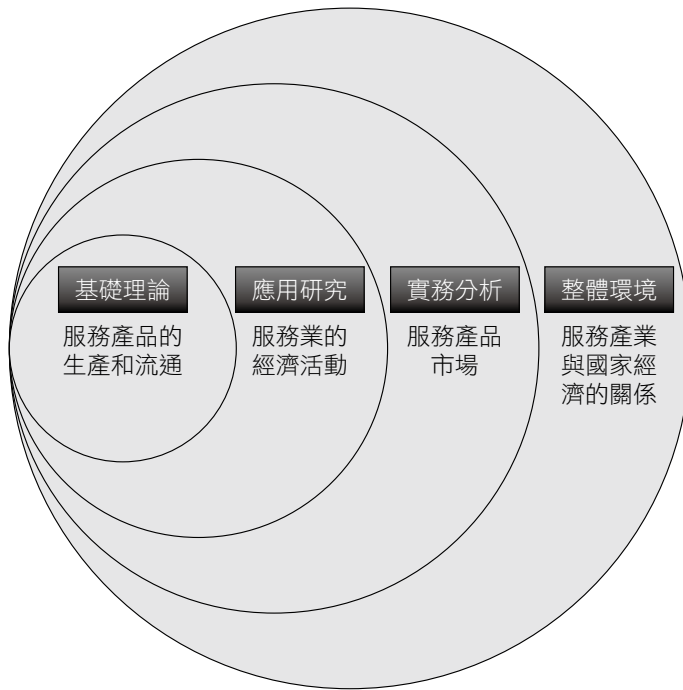 基礎理論
服務產品的
生產和流通
應用研究
服務業的
經濟活動
實務分析
服務產品
市場
整體環境
服務產業
與國家經
濟的關係